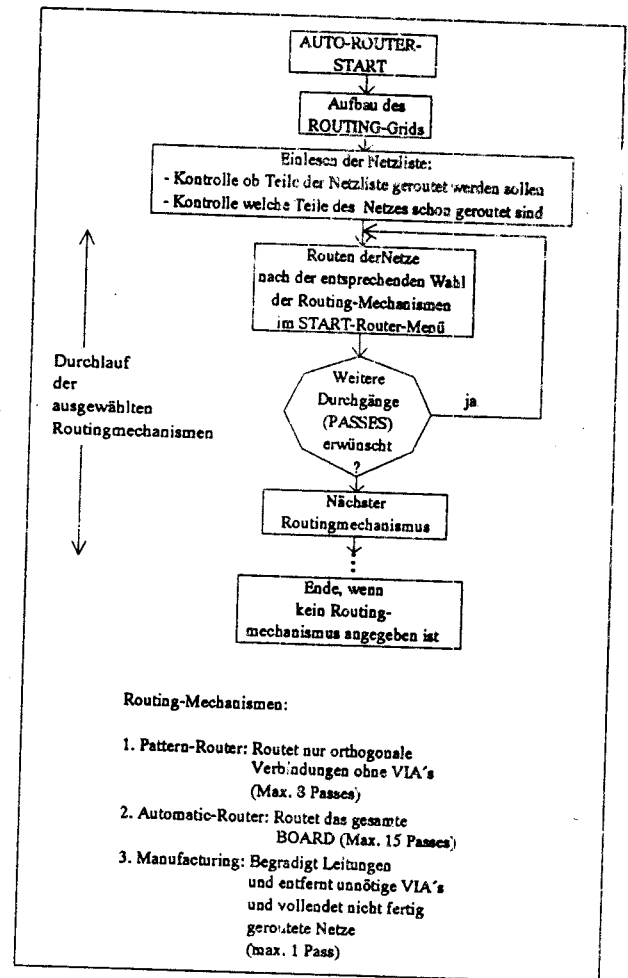 AUTO-ROUTER-
START
Aufbau des
ROUTING-Grids
Einlesen der Netzliste:
- Kontrolle ob Teile der Netzliste geroutet werden sollen
- Kontrolle welche Teile des Netzes schon geroutet sind
Routen derNetze
nach der entsprechenden Wahl
der Routing-Mechanismen
im START-Router-Menü
Durchlauf
der
ausgewählten
Routingmechanismen
Weitere
Durchgänge
(PASSES)
erwünscht
?
ja
Nächster
Routingmechanismus
Ende, wenn
kein Routing-
mechanismus angegeben ist
Routing-Mechanismen:
1. Pattern-Router: Routet nur orthogonale
Verbindungen ohne VIA's
(Max. 8 Passes)
2. Automatic-Router: Routet das gesamte
BOARD (Max. 15 Passes)
3. Manufacturing: Begradigt Leitungen
und entfernt unnötige VIA's
und vollendet nicht fertig
geroutete Netze
(max. 1 Pass)